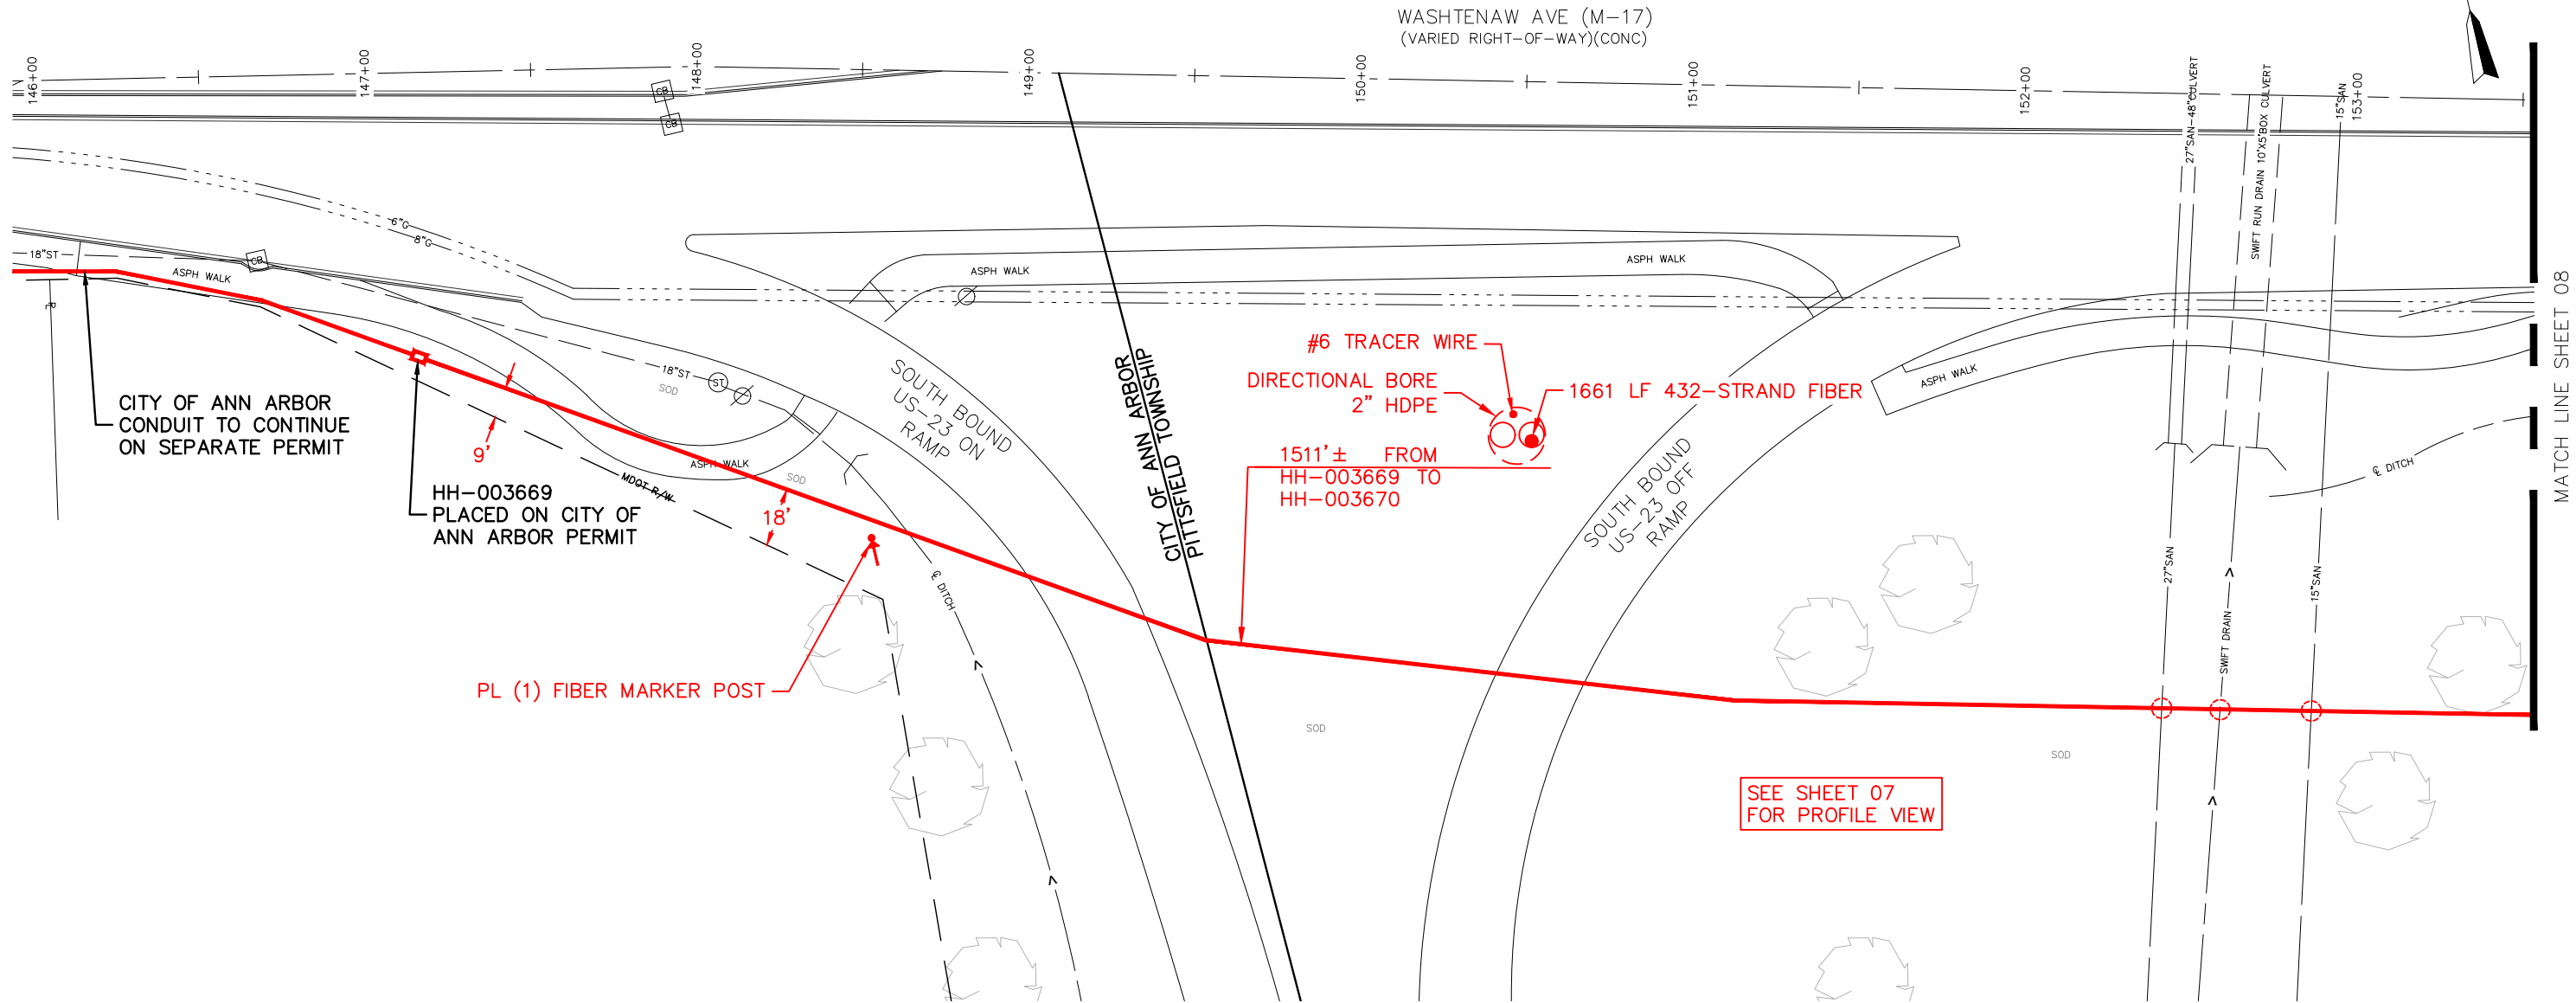 WASHTENAW AVE (M-17)
(VARIED RIGHT-OF-WAY)(CONC)
146+00
147+00
148+00
149+00
150+00
151+00
152+00
153+00
CB
CB
27"SAN-48"CULVERT
SWIFT RUN DRAIN 10'X5'BOX CULVERT
15"SAN
6"G
8"G
18"ST
CB
ASPH WALK
ASPH WALK
ASPH WALK
ASPH WALK
MATCH LINE SHEET 08
CITY OF ANN ARBOR
CONDUIT TO CONTINUE
ON SEPARATE PERMIT
9'
HH-003669
PLACED ON CITY OF
ANN ARBOR PERMIT
18"ST
ST
SOD
ASPH WALK
SOD
MDOT R/W
18'
SOUTH BOUND
US-23 ON
RAMP
CITY OF ANN ARBOR
PITTSFIELD TOWNSHIP
#6 TRACER WIRE
DIRECTIONAL BORE
2" HDPE
1661 LF 432-STRAND FIBER
1511'± FROM
HH-003669 TO
HH-003670
SOUTH BOUND
US-23 OFF
RAMP
℄ DITCH
℄ DITCH
27"SAN
SWIFT DRAIN
15"SAN
PL (1) FIBER MARKER POST
SOD
SOD
SEE SHEET 07
FOR PROFILE VIEW